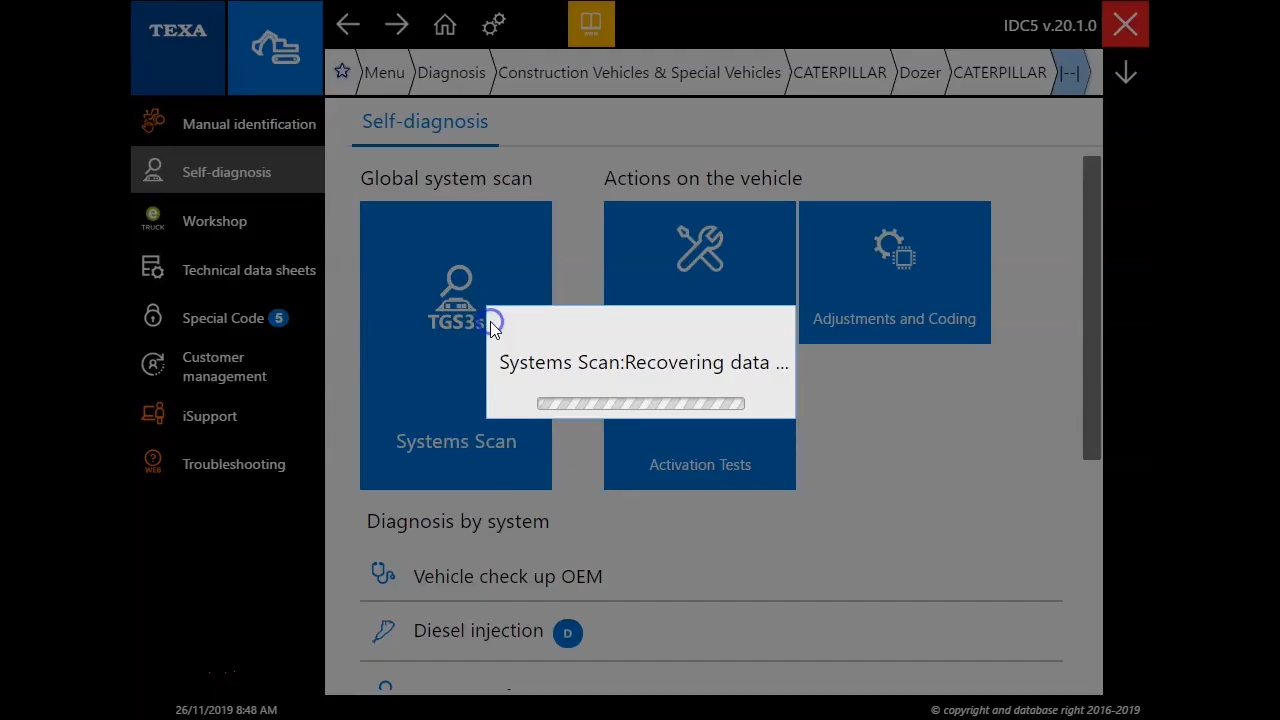 TEXA
IDC5 v.20.1.0
Menu
Diagnosis
Construction Vehicles & Special Vehicles
CATERPILLAR
Dozer
CATERPILLAR
|--|
Manual identification
Self-diagnosis
TRUCK
Workshop
Technical data sheets
Special Code 5
Customer
management
iSupport
WEB
Troubleshooting
Self-diagnosis
Global system scan
Actions on the vehicle
TGS3s
Systems Scan
Adjustments and Coding
Systems Scan:Recovering data ...
Activation Tests
Diagnosis by system
Vehicle check up OEM
Diesel injection D
26/11/2019 8:48 AM
© copyright and database right 2016-2019